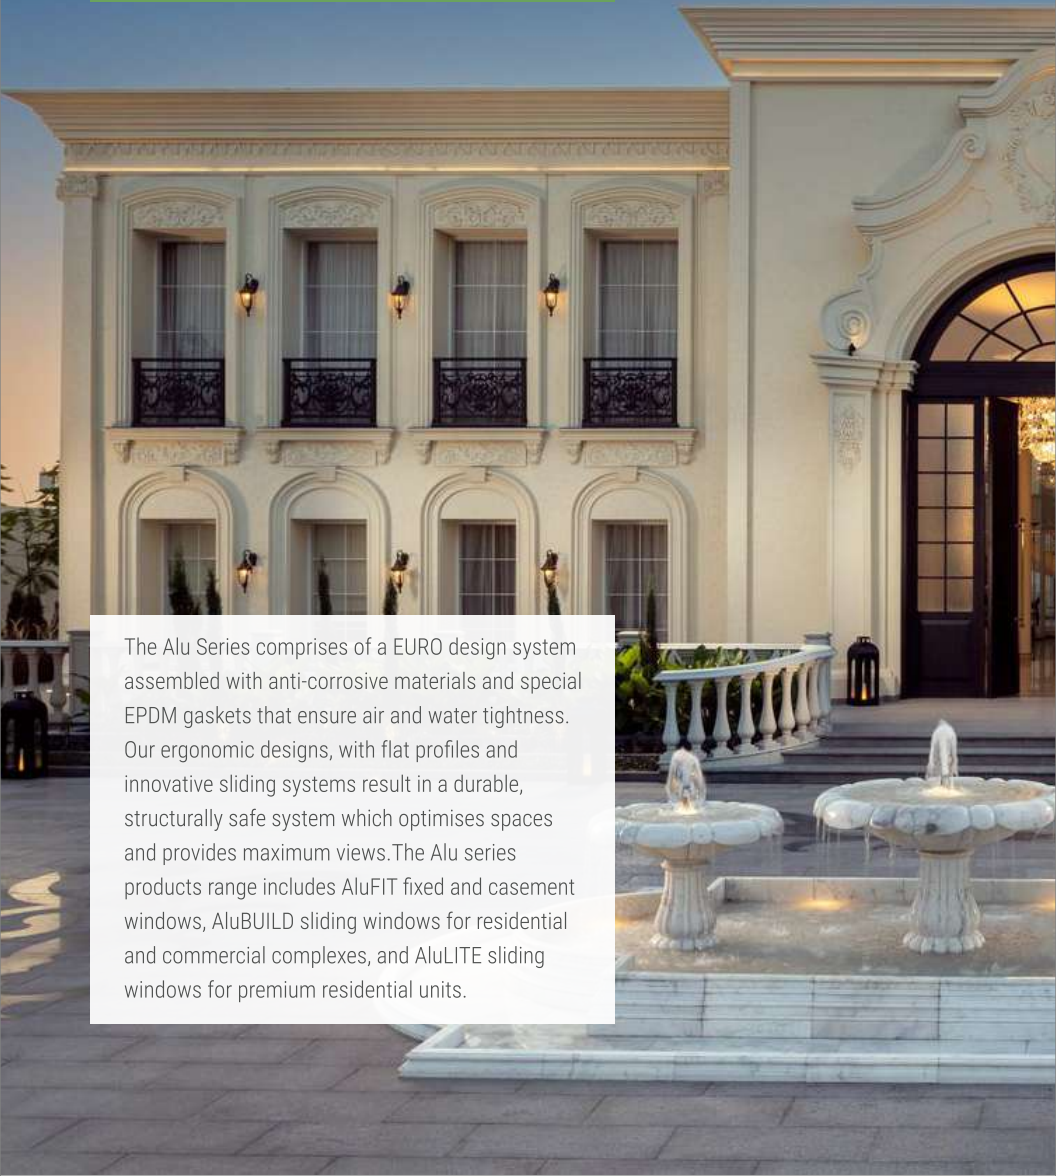 The Alu Series comprises of a EURO design system
assembled with anti-corrosive materials and special
EPDM gaskets that ensure air and water tightness.
Our ergonomic designs, with flat profiles and
innovative sliding systems result in a durable,
structurally safe system which optimises spaces
and provides maximum views.The Alu series
products range includes AluFIT fixed and casement
windows, AluBUILD sliding windows for residential
and commercial complexes, and AluLITE sliding
windows for premium residential units.